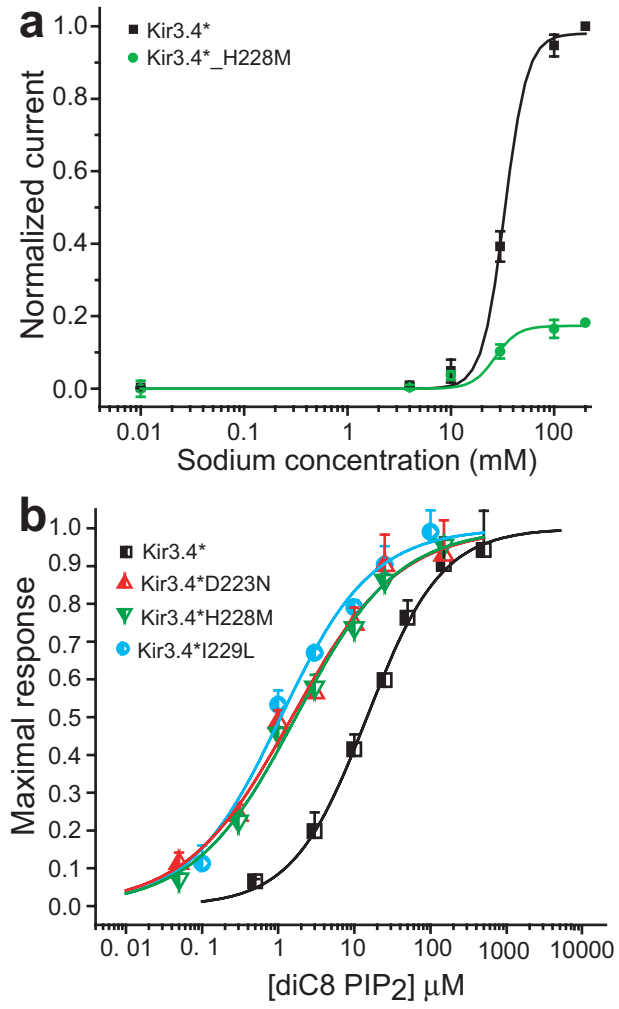 a
Kir3.4*
Kir3.4*_H228M
1.0
0.8
0.6
0.4
0.2
0.0
Normalized current
0.01
0.1
1
10
100
Sodium concentration (mM)
b
Kir3.4*
Kir3.4*D223N
Kir3.4*H228M
Kir3.4*I229L
1.0
0.9
0.8
0.7
0.6
0.5
0.4
0.3
0.2
0.1
0.0
Maximal response
0. 01
0. 1
1
10
100
1000
10000
[diC8 PIP2] μM